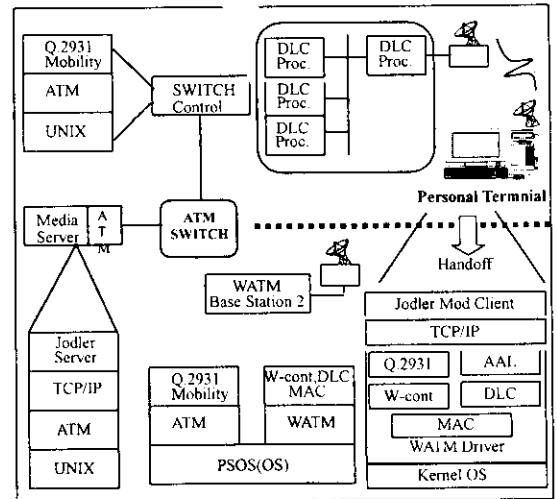 Q.2931
Mobility
ATM
UNIX
SWITCH
Control
DLC
Proc.
DLC
Proc.
DLC
Proc.
DLC
Proc.
Personal Termnial
Media
Server
A
T
M
ATM
SWITCH
Handoff
WATM
Base Station 2
Jodler
Server
TCP/IP
ATM
UNIX
Q.2931
Mobility
W-cont,DLC
MAC
ATM
WATM
PSOS(OS)
Jodler Mod Client
TCP/IP
Q.2931
AAL
W-cont
DLC
MAC
WATM Driver
Kernel OS